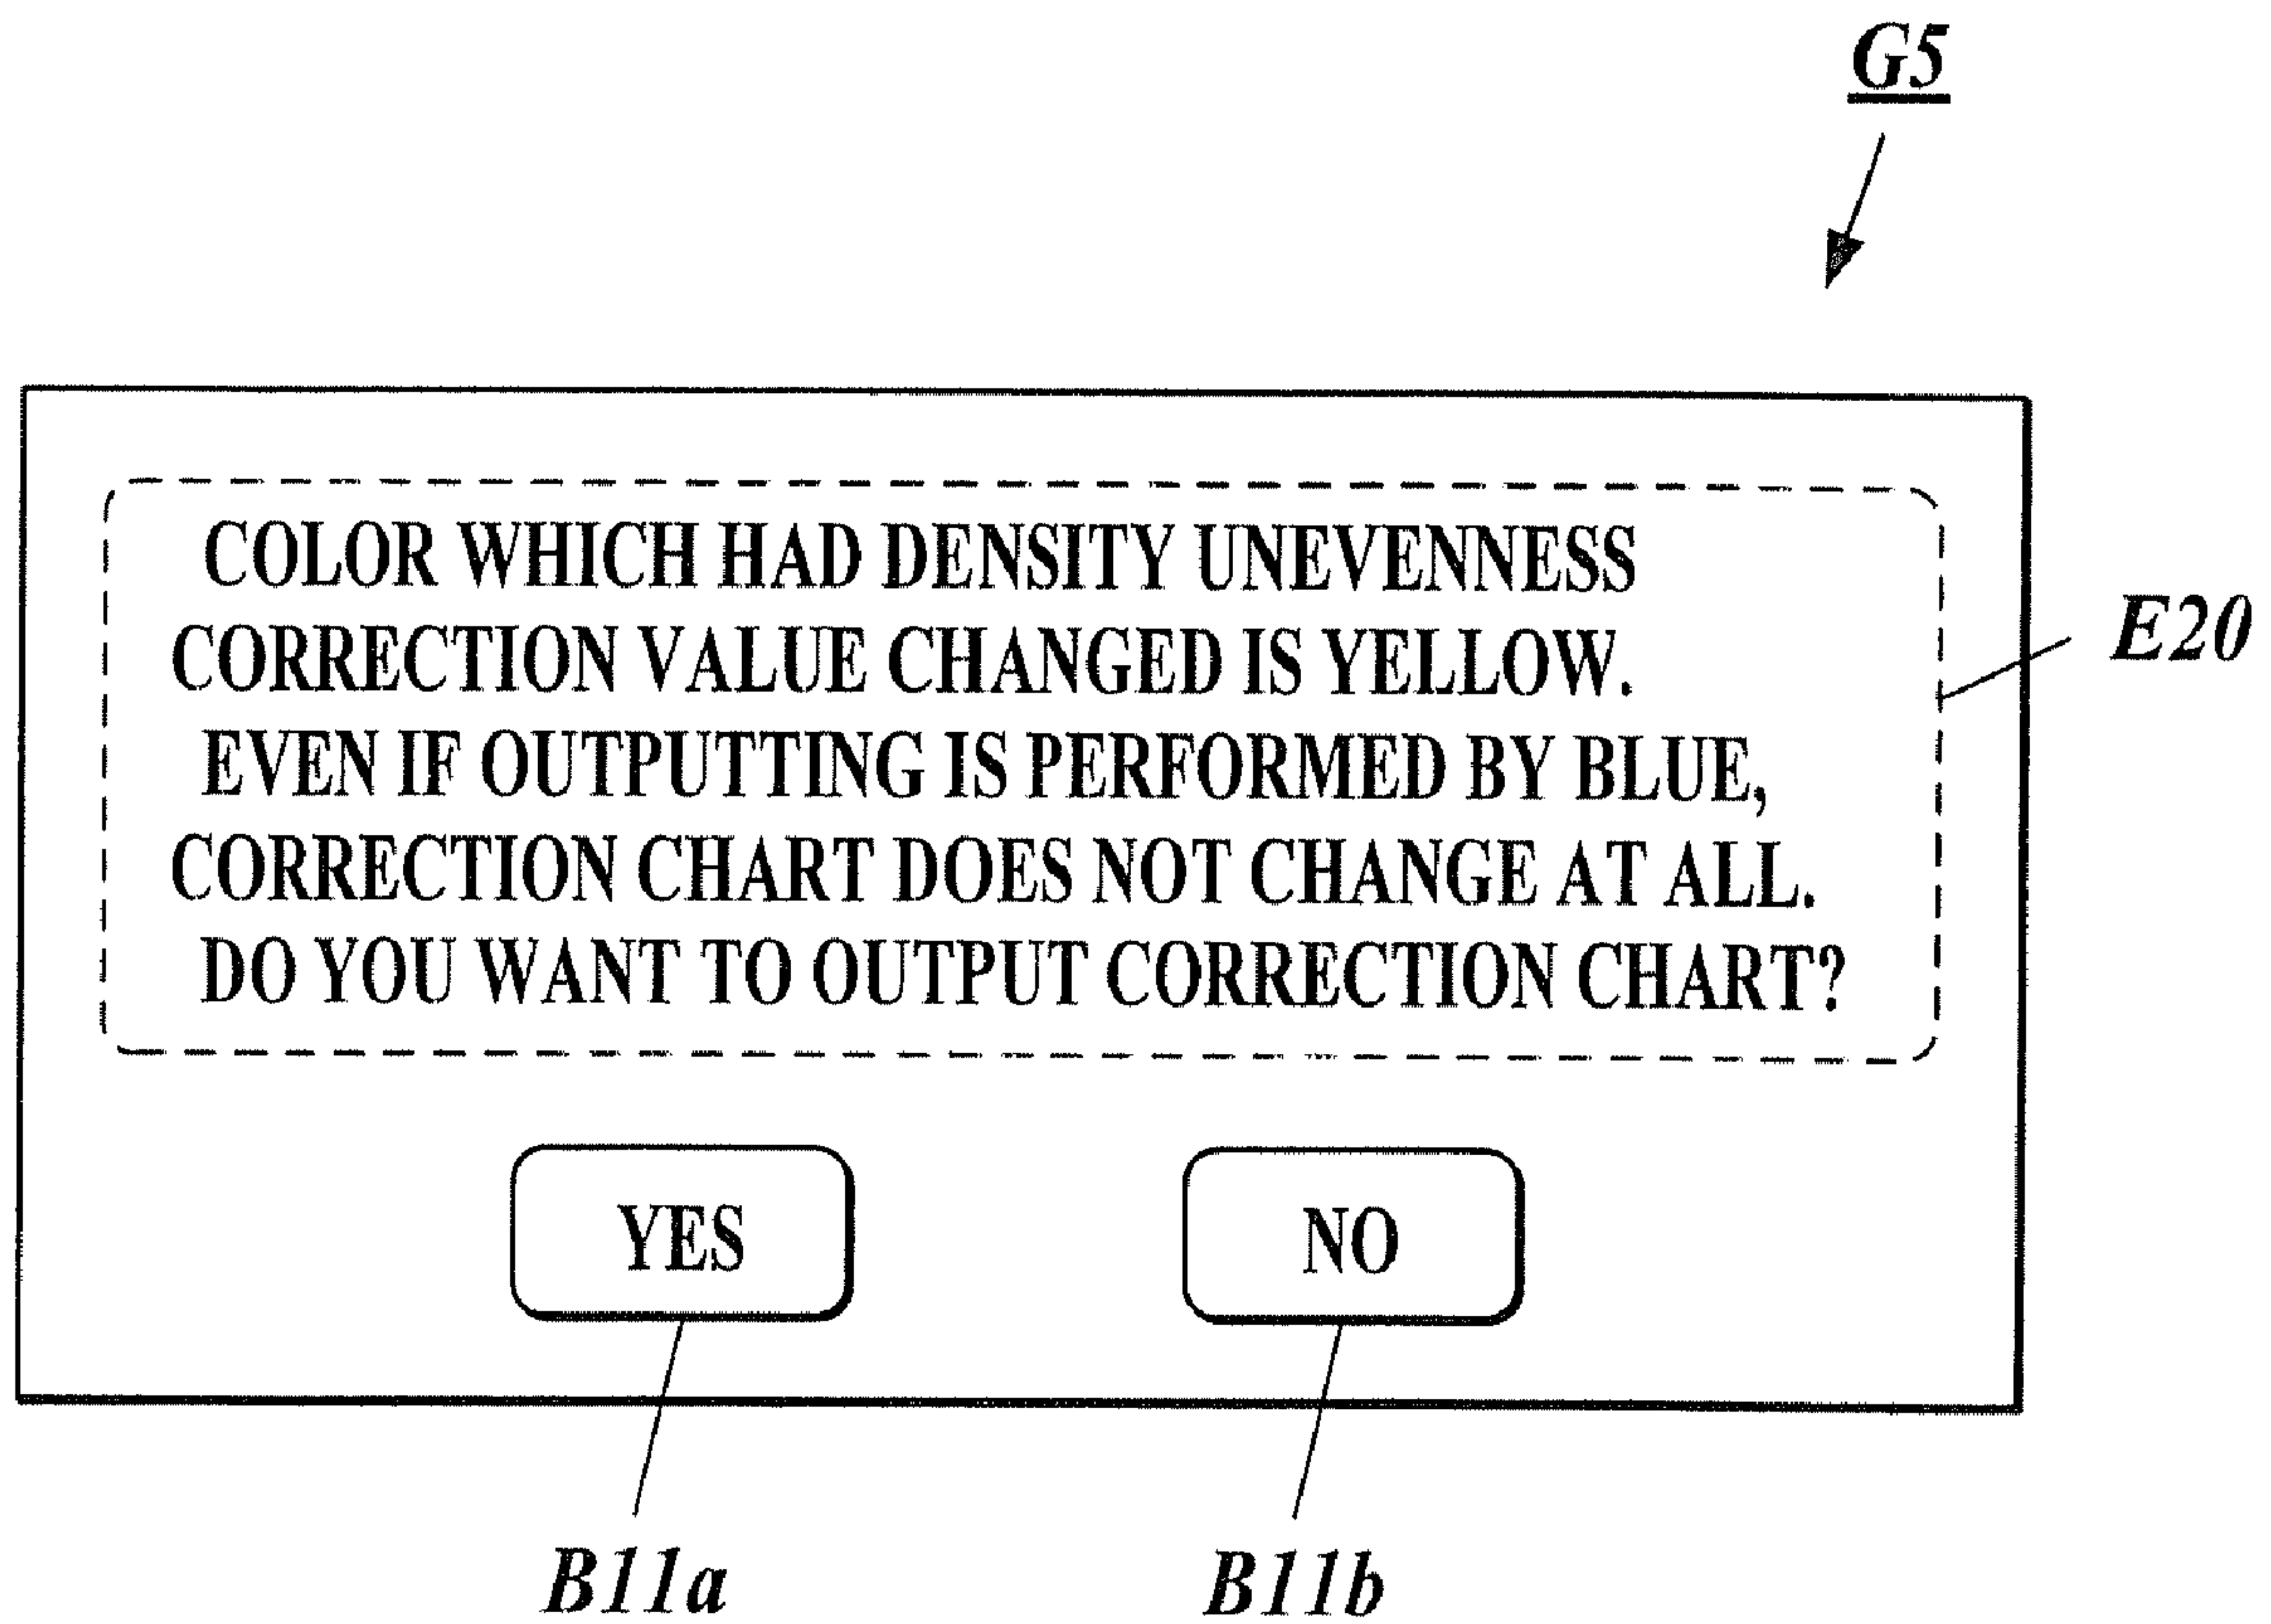 G5
COLOR WHICH HAD DENSITY UNEVENNESS
CORRECTION VALUE CHANGED IS YELLOW.
EVEN IF OUTPUTTING IS PERFORMED BY BLUE,
CORRECTION CHART DOES NOT CHANGE AT ALL.
DO YOU WANT TO OUTPUT CORRECTION CHART?
E20
YES
NO
B11a
B11b